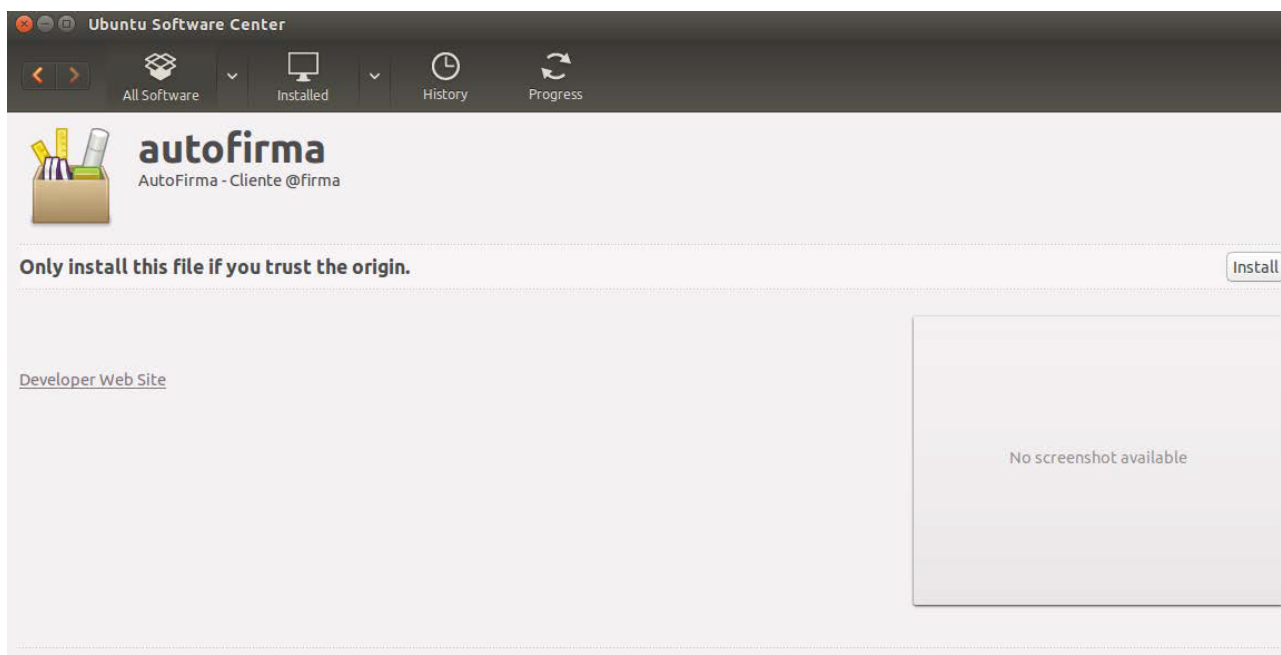 Ubuntu Software Center
All Software
Installed
History
Progress
autofirma
AutoFirma - Cliente @firma
Only install this file if you trust the origin.
Install
Developer Web Site
No screenshot available